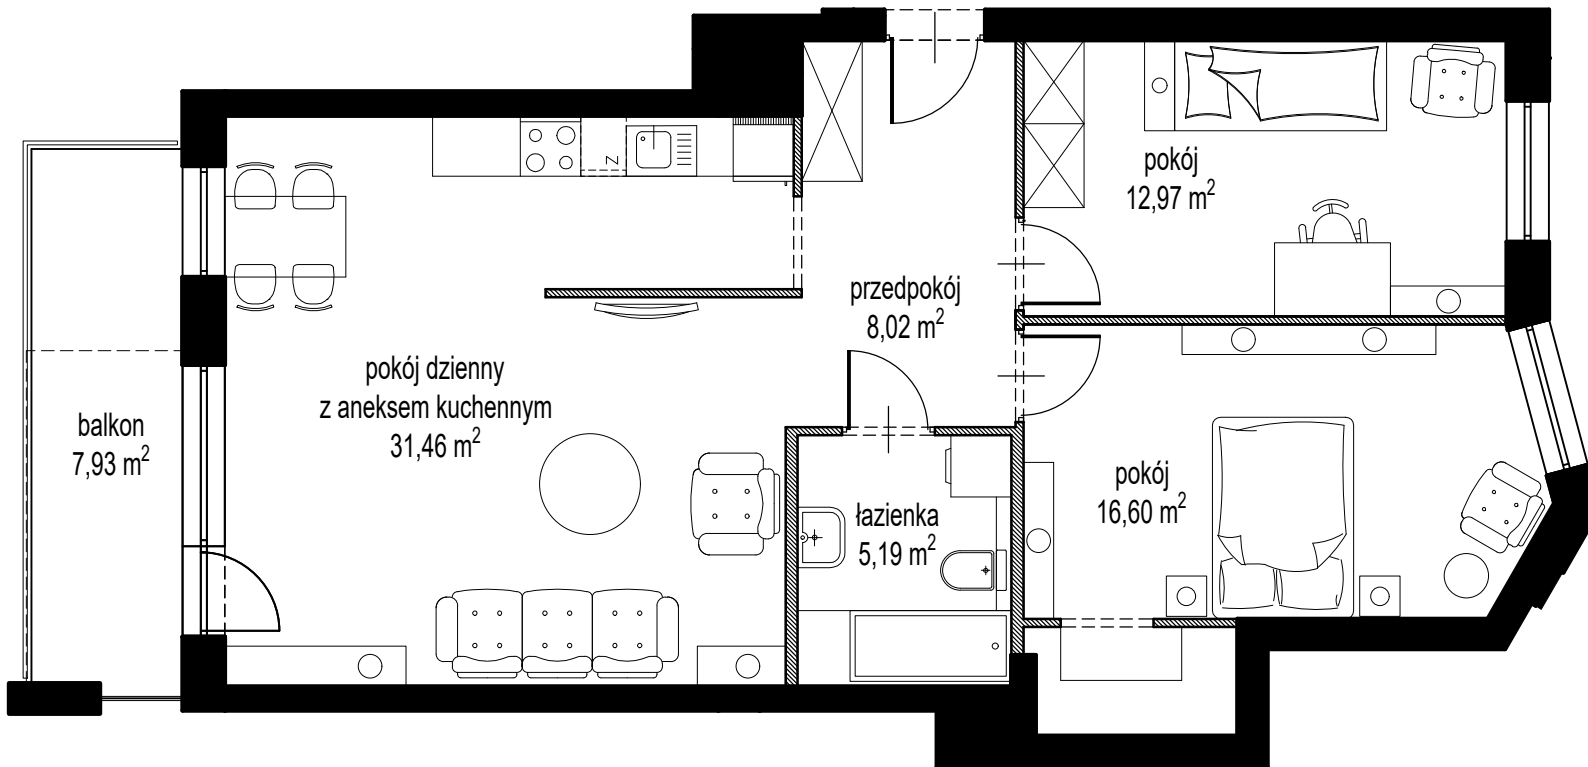 pokój
12,97 m²
przedpokój
8,02 m²
pokój dzienny
z aneksem kuchennym
31,46 m²
balkon
7,93 m²
łazienka
5,19 m²
pokój
16,60 m²
Z